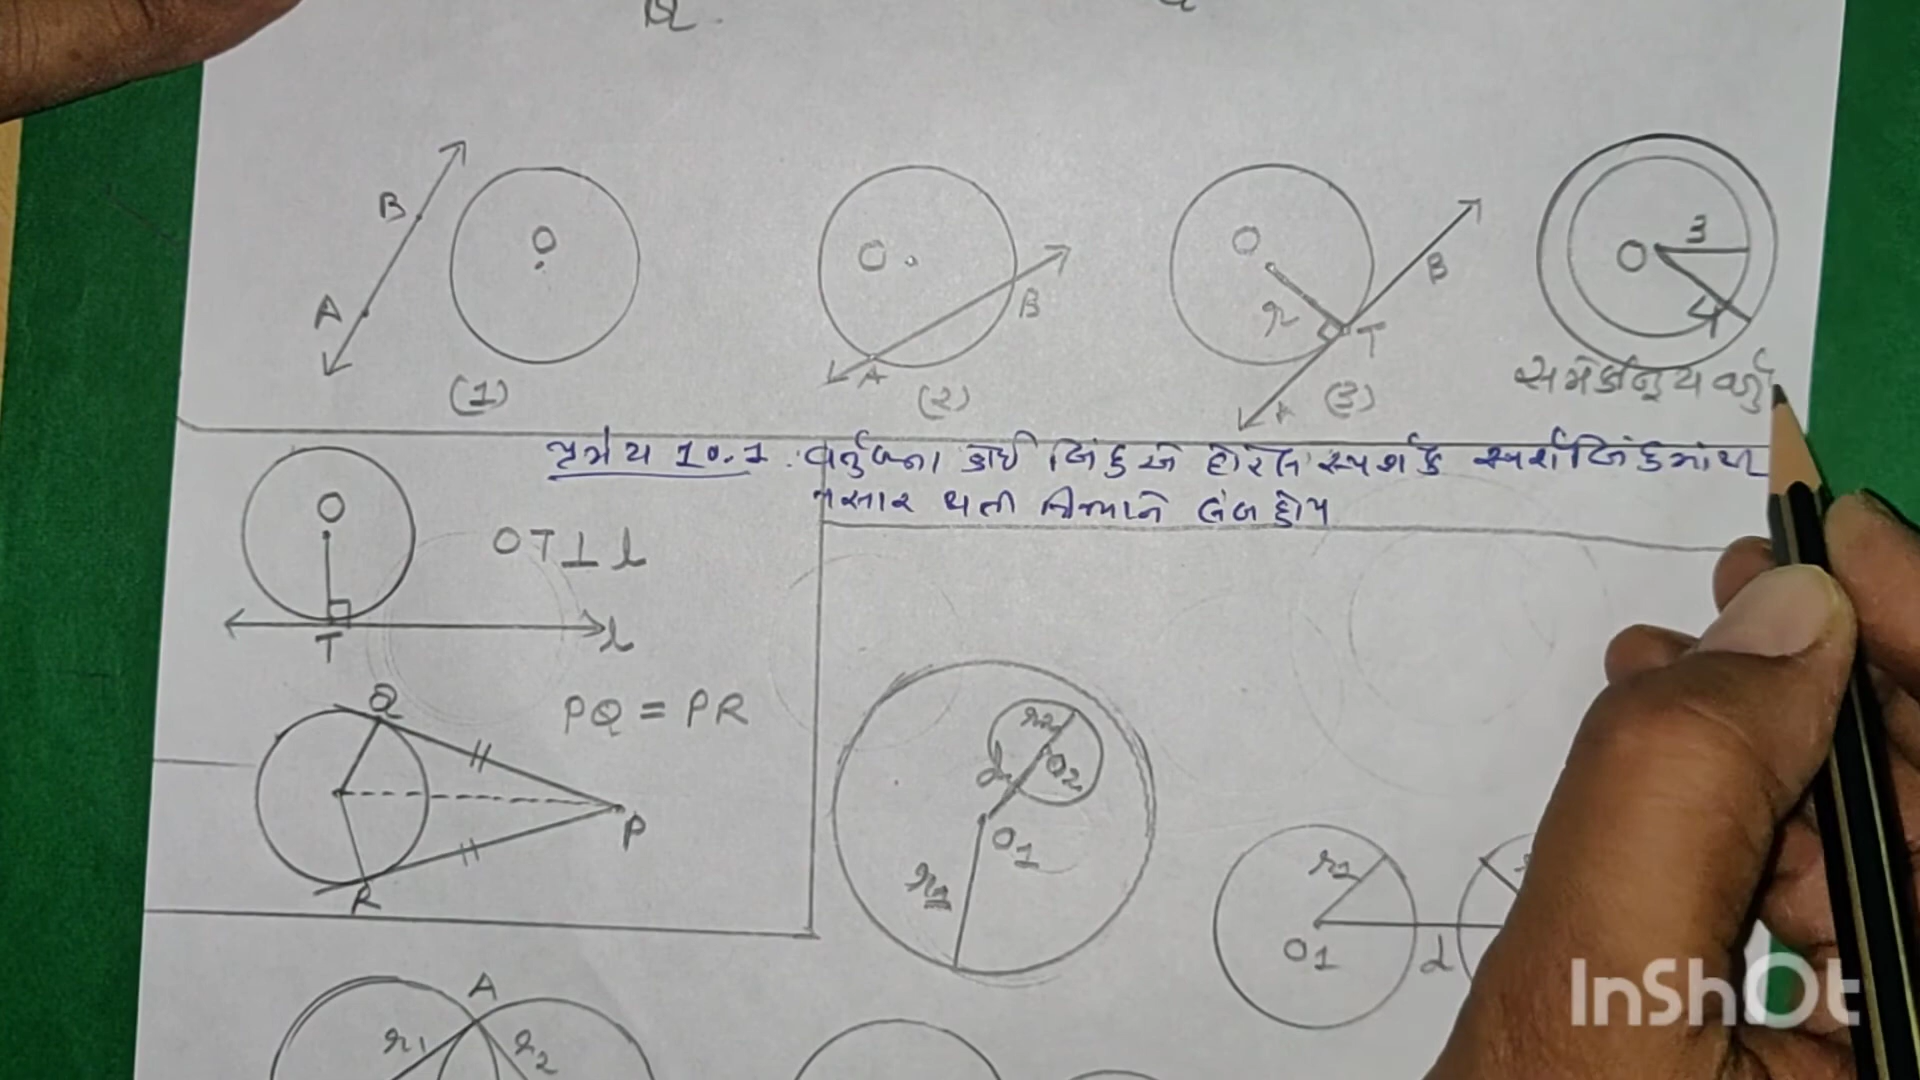 B
A
O
(1)
O
A
B
(2)
O
r
T
B
A
(3)
O
3
4
સમકેન્દ્રીય વર્તુ
પ્રમેય 10.1 : વર્તુળના કોઈ બિંદુએ દોરેલ સ્પર્શક સ્પર્શબિંદુમાંથી
પસાર થતી ત્રિજ્યાને લંબ હોય
O
T
OT⊥l
l
Q
PQ = PR
P
R
r2
O2
d
O1
r1
r1
O1
d
A
r1
r2
InShOt